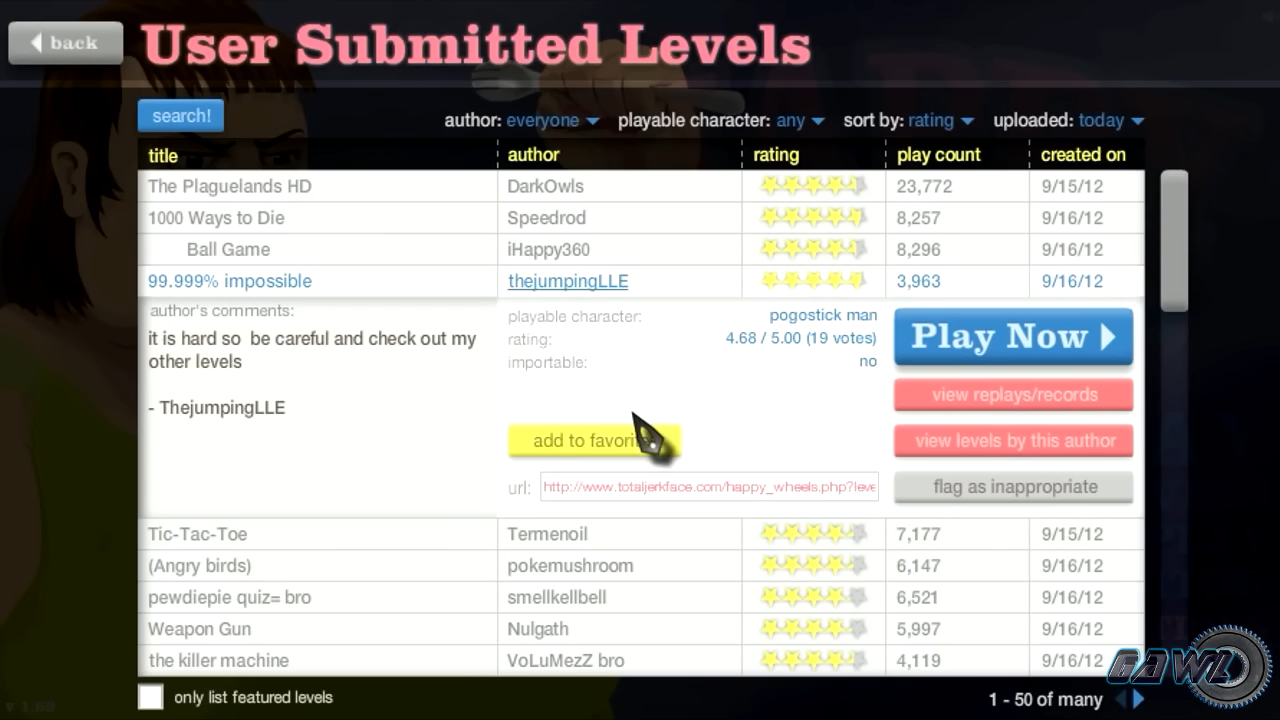 back
User Submitted Levels
search!
author: everyone playable character: any sort by: rating uploaded: today
title author rating play count created on
The Plaguelands HD DarkOwls 23,772 9/15/12
1000 Ways to Die Speedrod 8,257 9/16/12
Ball Game iHappy360 8,296 9/16/12
99.999% impossible thejumpingLLE 3,963 9/16/12
author's comments:
it is hard so be careful and check out my
other levels
- ThejumpingLLE
playable character: pogostick man
rating: 4.68 / 5.00 (19 votes)
importable: no
add to favorite
url: http://www.totaljerkface.com/happy_wheels.php?leve
Play Now
view replays/records
view levels by this author
flag as inappropriate
Tic-Tac-Toe Termenoil 7,177 9/15/12
(Angry birds) pokemushroom 6,147 9/16/12
pewdiepie quiz= bro smellkellbell 6,521 9/16/12
Weapon Gun Nulgath 5,997 9/16/12
the killer machine VoLuMezZ bro 4,119 9/16/12
only list featured levels
1 - 50 of many
v 1.69
GAWL